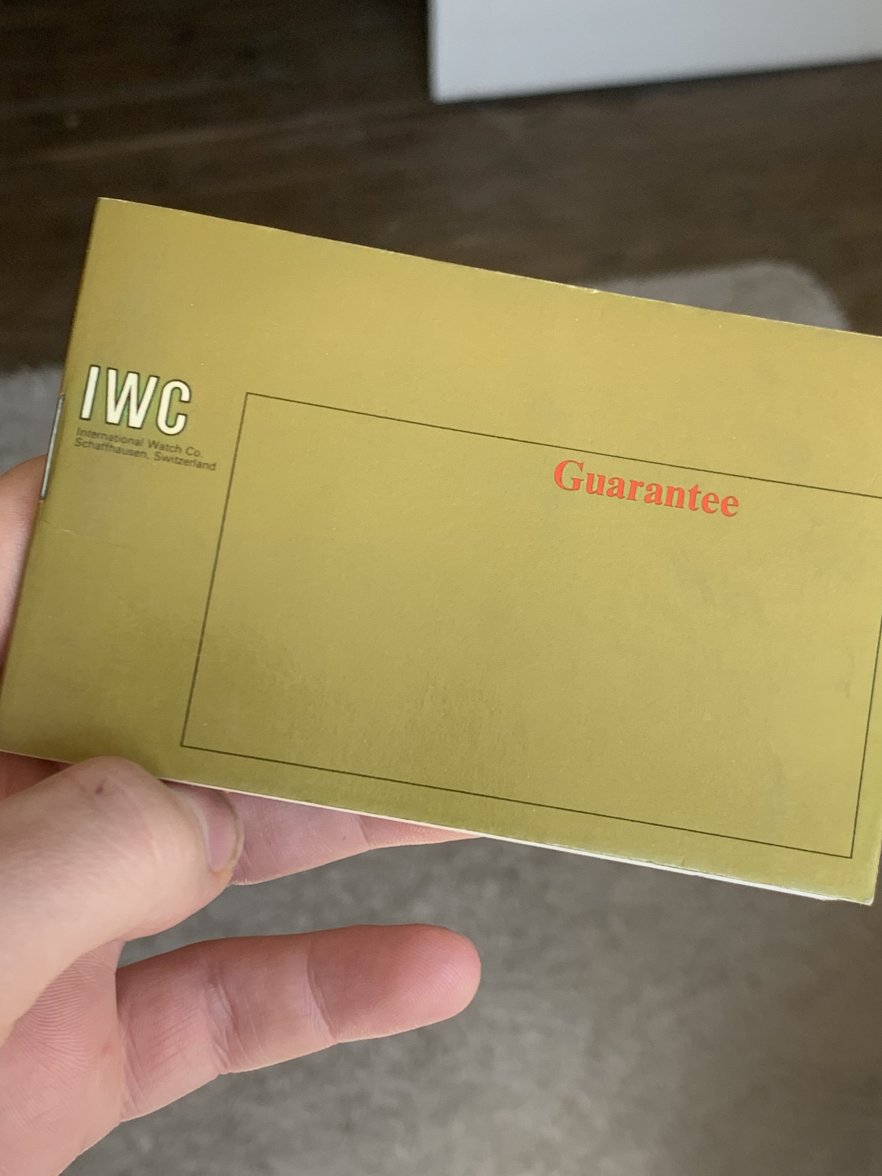 IWC
International Watch Co.
Schaffhausen, Switzerland
Guarantee